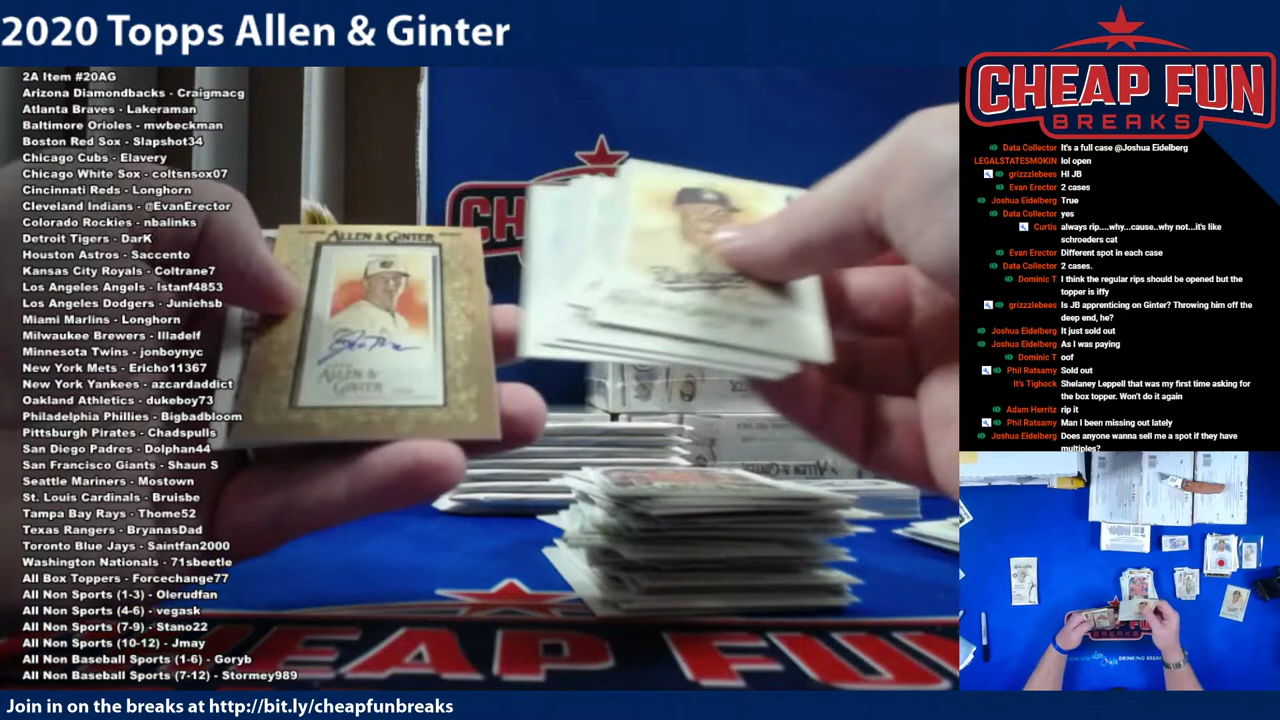 2020 Topps Allen & Ginter
2A Item #20AG
Arizona Diamondbacks - Craigmacg
Atlanta Braves - Lakeraman
Baltimore Orioles - mwbeckman
Boston Red Sox - Slapshot34
Chicago Cubs - Elavery
Chicago White Sox - coltsnsox07
Cincinnati Reds - Longhorn
Cleveland Indians - @EvanErector
Colorado Rockies - nbalinks
Detroit Tigers - DarK
Houston Astros - Saccento
Kansas City Royals - Coltrane7
Los Angeles Angels - lstanf4853
Los Angeles Dodgers - Juniehsb
Miami Marlins - Longhorn
Milwaukee Brewers - Illadelf
Minnesota Twins - jonboynyc
New York Mets - Ericho11367
New York Yankees - azcardaddict
Oakland Athletics - dukeboy73
Philadelphia Phillies - Bigbadbloom
Pittsburgh Pirates - Chadspulls
San Diego Padres - Dolphan44
San Francisco Giants - Shaun S
Seattle Mariners - Mostown
St. Louis Cardinals - Bruisbe
Tampa Bay Rays - Thome52
Texas Rangers - BryanasDad
Toronto Blue Jays - Saintfan2000
Washington Nationals - 71sbeetle
All Box Toppers - Forcechange77
All Non Sports (1-3) - Olerudfan
All Non Sports (4-6) - vegask
All Non Sports (7-9) - Stano22
All Non Sports (10-12) - Jmay
All Non Baseball Sports (1-6) - Goryb
All Non Baseball Sports (7-12) - Stormey989
ALLEN & GINTER
ALLEN &
GINTER
CH
CHEAP FUN
CHEAP FUN
BREAKS
Data Collector It's a full case @Joshua Eidelberg
LEGALSTATESMOKIN lol open
grizzzlebees HI JB
Evan Erector 2 cases
Joshua Eidelberg True
Data Collector yes
Curtis always rip....why...cause..why not...it's like
schroeders cat
Evan Erector Different spot in each case
Data Collector 2 cases.
Dominic T I think the regular rips should be opened but the
topper is iffy
grizzzlebees Is JB apprenticing on Ginter? Throwing him off the
deep end, he?
Joshua Eidelberg It just sold out
Joshua Eidelberg As I was paying
Dominic T oof
Phil Ratsamy Sold out
It's Tighock Shelaney Leppell that was my first time asking for
the box topper. Won't do it again
Adam Herritz rip it
Phil Ratsamy Man I been missing out lately
Joshua Eidelberg Does anyone wanna sell me a spot if they have
multiples?
CHEAP FUN
BREAKS
DRINKING BREA
Join in on the breaks at http://bit.ly/cheapfunbreaks